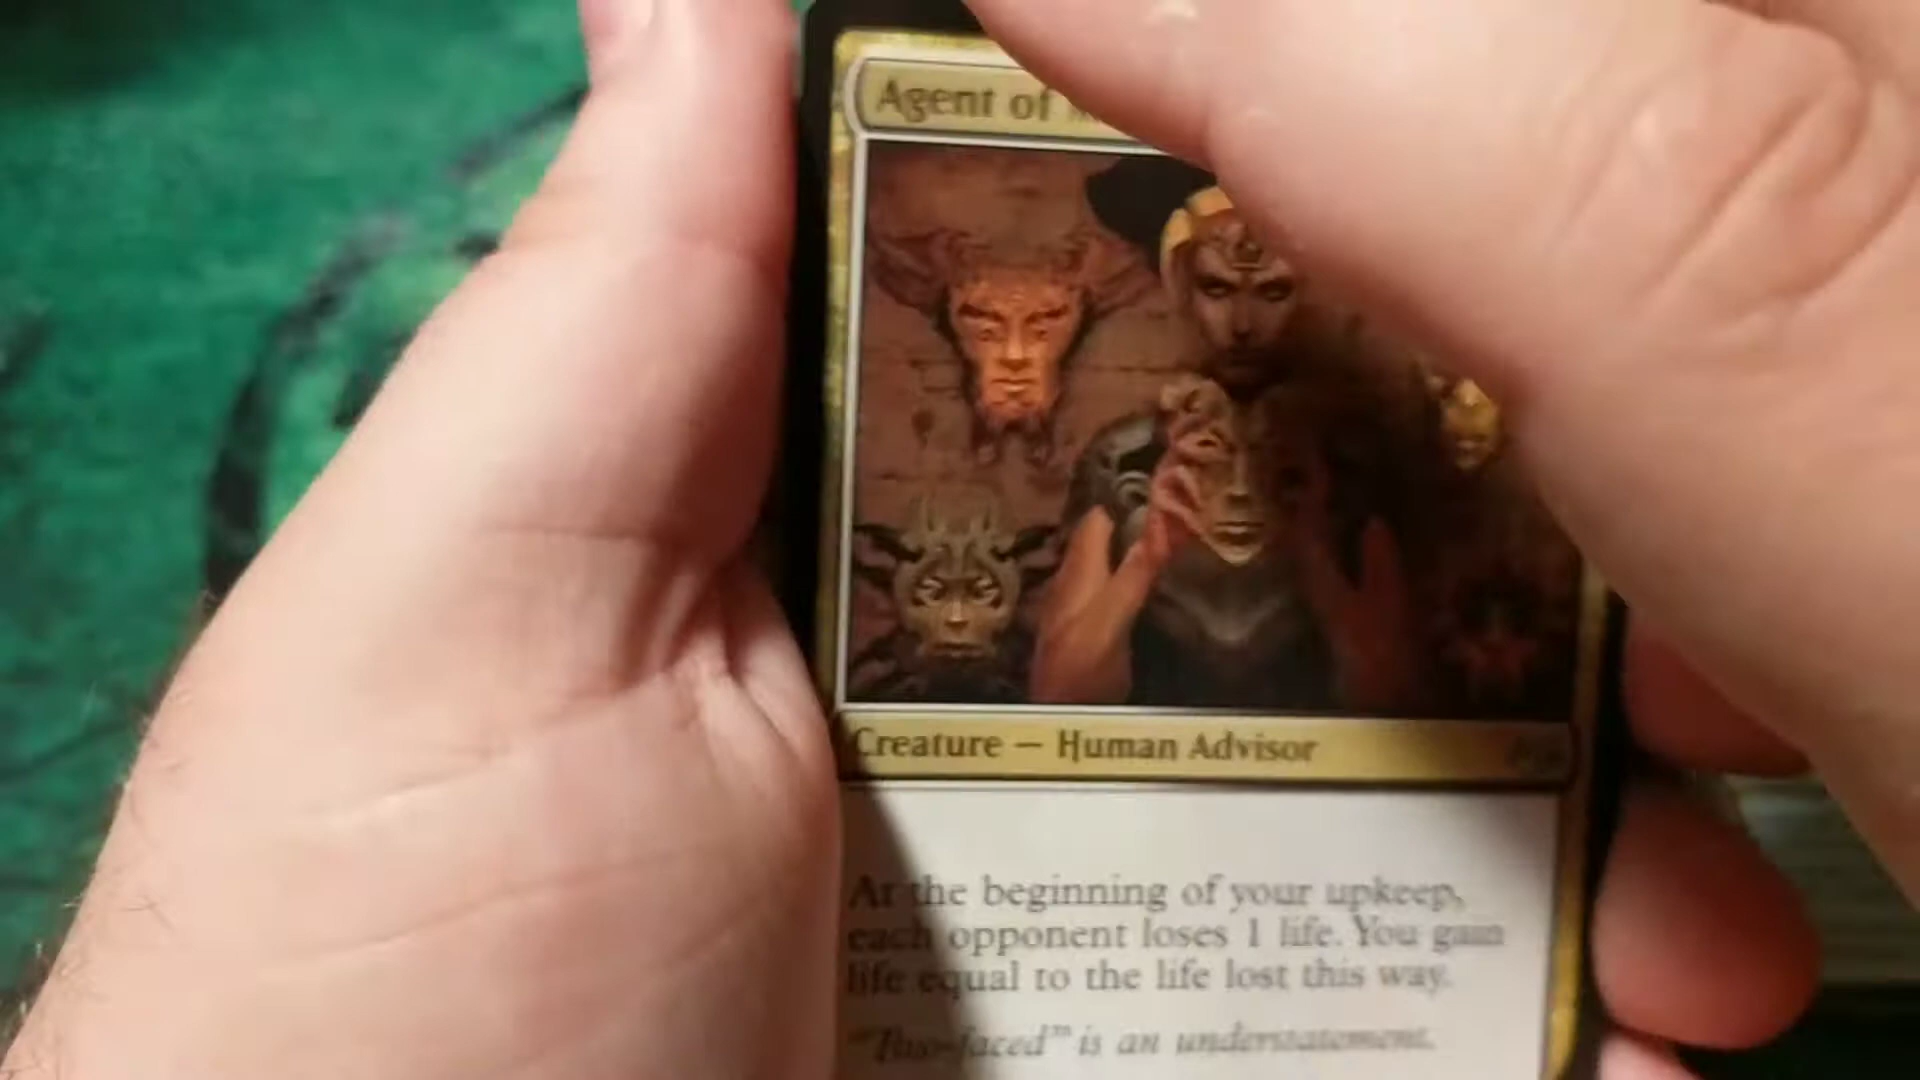 Agent of
Creature — Human Advisor
At the beginning of your upkeep,
each opponent loses 1 life. You gain
life equal to the life lost this way.
"Two-faced" is an understatement.